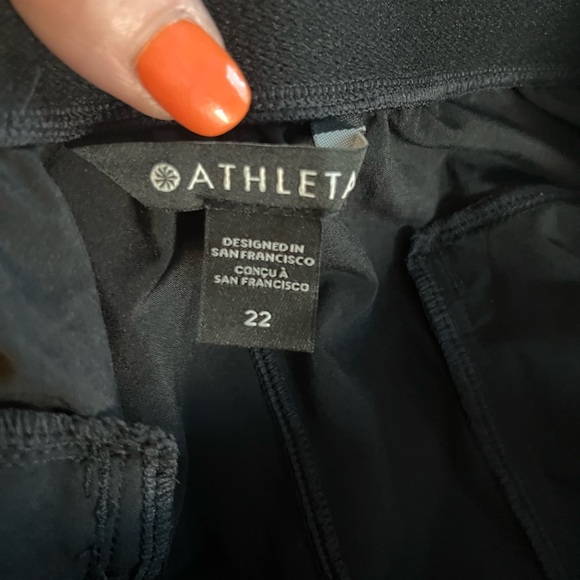 ATHLETA
DESIGNED IN
SAN FRANCISCO
CONÇU À
SAN FRANCISCO
22